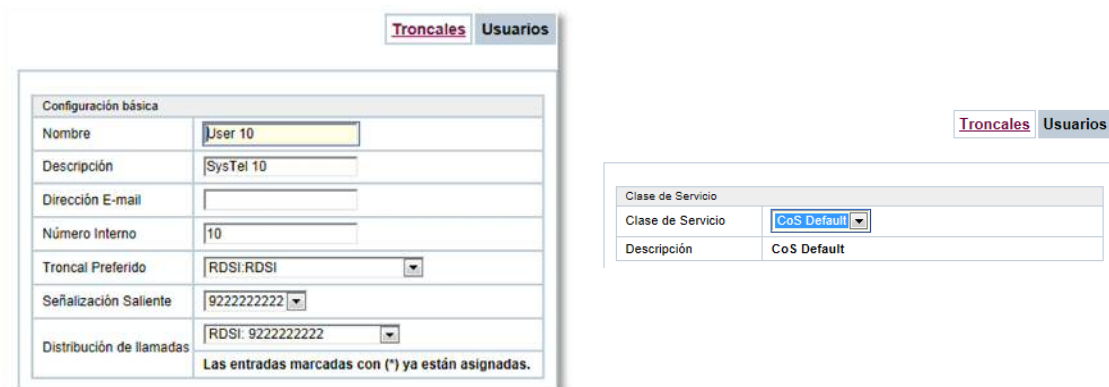 Troncales Usuarios
Configuración básica
Nombre User 10
Descripción SysTel 10
Dirección E-mail
Número Interno 10
Troncal Preferido RDSI:RDSI
Señalización Saliente 9222222222
Distribución de llamadas RDSI: 9222222222
Las entradas marcadas con (*) ya están asignadas.
Troncales Usuarios
Clase de Servicio
Clase de Servicio CoS Default
Descripción CoS Default